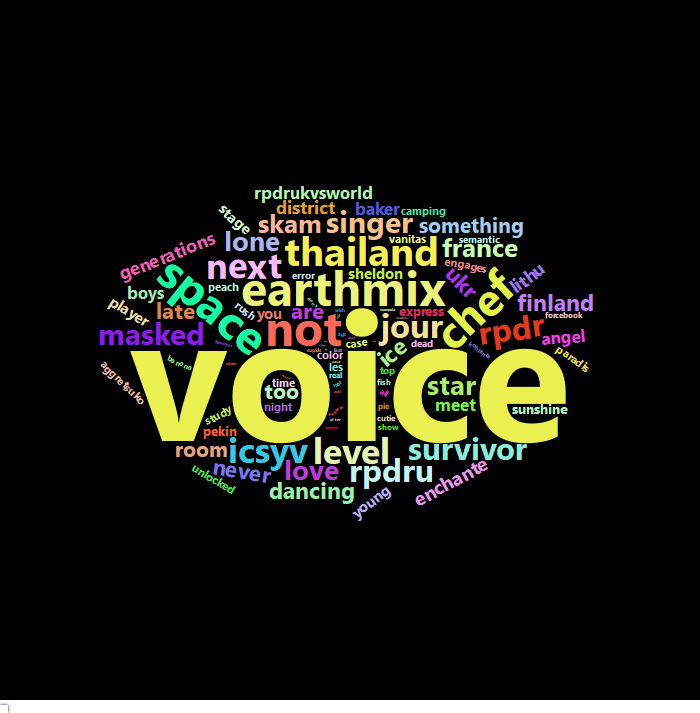 rpdrukvsworld
district
baker
camping
stage
skam
singer
something
vanitas
semantic
generations
lone
thailand
france
next
error
sheldon
engages
boys
peach
space
earthmix
ukr
lithu
chef
finland
player
late
rush
you
are
not
jour
express
forcebook
masked
case
color
ice
dead
rpdr
angel
paradis
voice
banana
aggretsuko
les
real
top
time
too
night
fish
pie
cutie
show
star
meet
sunshine
study
pekin
room
icsyv
level
survivor
never
love
rpdru
enchante
unlocked
dancing
young